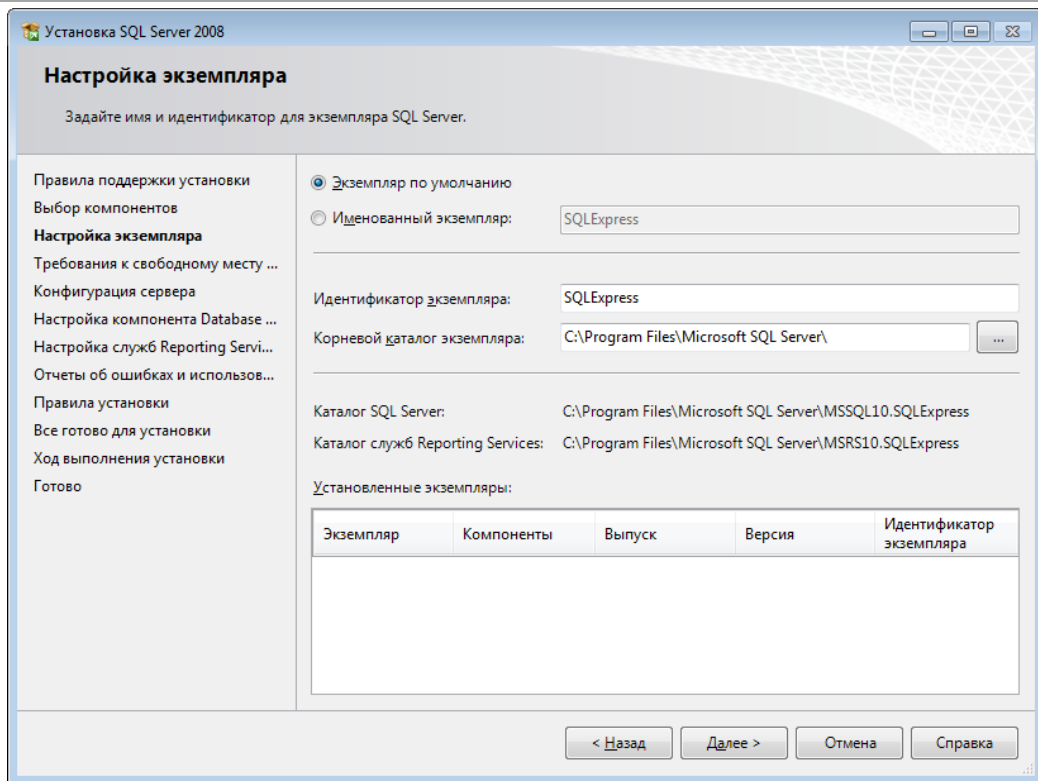 Установка SQL Server 2008
Настройка экземпляра
Задайте имя и идентификатор для экземпляра SQL Server.
Правила поддержки установки
Выбор компонентов
Настройка экземпляра
Требования к свободному месту ...
Конфигурация сервера
Настройка компонента Database ...
Настройка служб Reporting Servi...
Отчеты об ошибках и использов...
Правила установки
Все готово для установки
Ход выполнения установки
Готово
Экземпляр по умолчанию
Именованный экземпляр: SQLExpress
Идентификатор экземпляра: SQLExpress
Корневой каталог экземпляра: C:\Program Files\Microsoft SQL Server\ ...
Каталог SQL Server: C:\Program Files\Microsoft SQL Server\MSSQL10.SQLExpress
Каталог служб Reporting Services: C:\Program Files\Microsoft SQL Server\MSRS10.SQLExpress
Установленные экземпляры:
Экземпляр Компоненты Выпуск Версия Идентификатор экземпляра
< Назад Далее > Отмена Справка